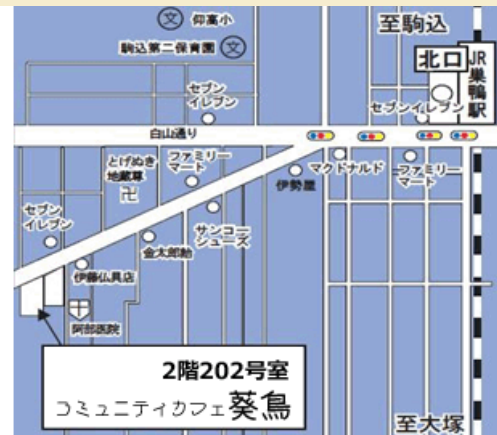 仰高小
至駒込
駒込第二保育園
北口
JR
巣鴨駅
セブン
イレブン
セブンイレブン
白山通り
とげぬき
地蔵尊
ファミリー
マート
マクドナルド
ファミリー
マート
伊勢屋
セブン
イレブン
サンコー
シューズ
金太郎飴
伊藤仏具店
阿部医院
2階202号室
コミュニティカフェ葵鳥
至大塚